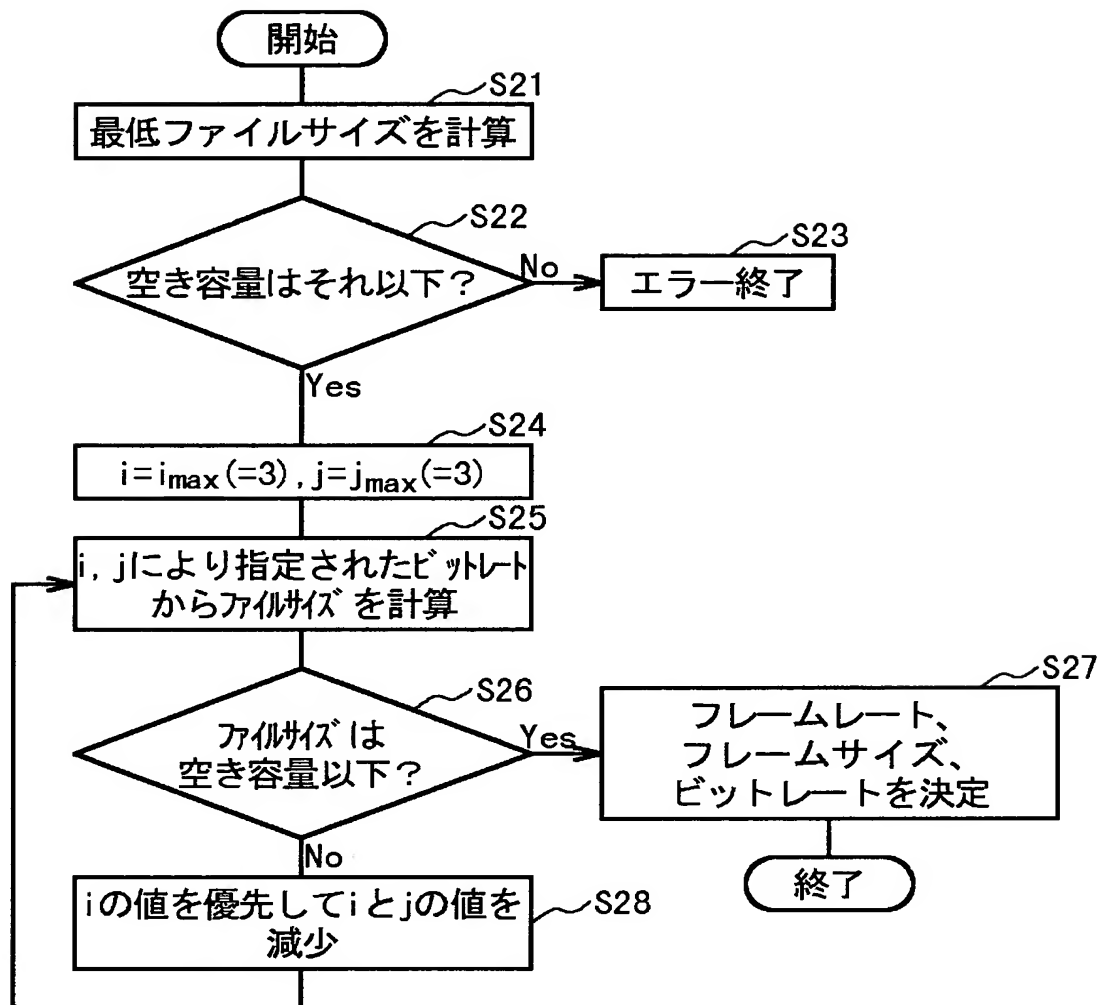 開始
S21
最低ファイルサイズを計算
S22
空き容量はそれ以下？
No
S23
エラー終了
Yes
S24
i=imax(=3),j=jmax(=3)
S25
i, jにより指定されたビットレート
からファイルサイズを計算
S26
ファイルサイズは
空き容量以下？
Yes
S27
フレームレート、
フレームサイズ、
ビットレートを決定
No
終了
S28
iの値を優先してiとjの値を
減少